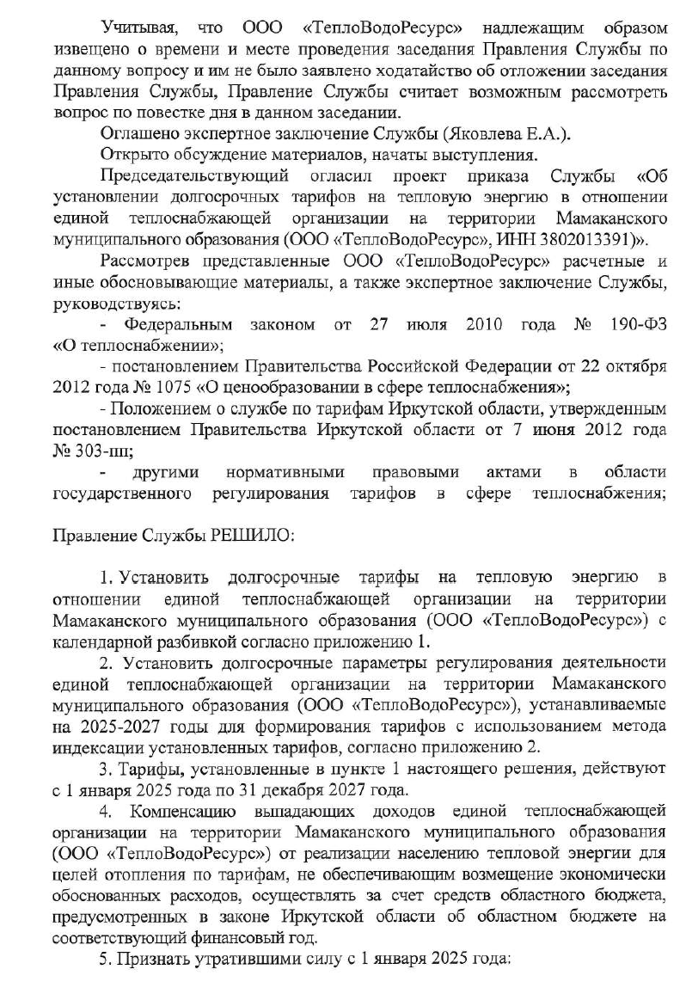 Учитывая, что ООО «ТеплоВодоРесурс» надлежащим образом
извещено о времени и месте проведения заседания Правления Службы по
данному вопросу и им не было заявлено ходатайство об отложении заседания
Правления Службы, Правление Службы считает возможным рассмотреть
вопрос по повестке дня в данном заседании.
Оглашено экспертное заключение Службы (Яковлева Е.А.).
Открыто обсуждение материалов, начаты выступления.
Председательствующий огласил проект приказа Службы «Об
установлении долгосрочных тарифов на тепловую энергию в отношении
единой теплоснабжающей организации на территории Мамаканского
муниципального образования (ООО «ТеплоВодоРесурс», ИНН 3802013391)».
Рассмотрев представленные ООО «ТеплоВодоРесурс» расчетные и
иные обосновывающие материалы, а также экспертное заключение Службы,
руководствуясь:
- Федеральным законом от 27 июля 2010 года № 190-ФЗ
«О теплоснабжении»;
- постановлением Правительства Российской Федерации от 22 октября
2012 года № 1075 «О ценообразовании в сфере теплоснабжения»;
- Положением о службе по тарифам Иркутской области, утвержденным
постановлением Правительства Иркутской области от 7 июня 2012 года
№ 303-пп;
- другими нормативными правовыми актами в области
государственного регулирования тарифов в сфере теплоснабжения;
Правление Службы РЕШИЛО:
1. Установить долгосрочные тарифы на тепловую энергию в
отношении единой теплоснабжающей организации на территории
Мамаканского муниципального образования (ООО «ТеплоВодоРесурс») с
календарной разбивкой согласно приложению 1.
2. Установить долгосрочные параметры регулирования деятельности
единой теплоснабжающей организации на территории Мамаканского
муниципального образования (ООО «ТеплоВодоРесурс»), устанавливаемые
на 2025-2027 годы для формирования тарифов с использованием метода
индексации установленных тарифов, согласно приложению 2.
3. Тарифы, установленные в пункте 1 настоящего решения, действуют
с 1 января 2025 года по 31 декабря 2027 года.
4. Компенсацию выпадающих доходов единой теплоснабжающей
организации на территории Мамаканского муниципального образования
(ООО «ТеплоВодоРесурс») от реализации населению тепловой энергии для
целей отопления по тарифам, не обеспечивающим возмещение экономически
обоснованных расходов, осуществлять за счет средств областного бюджета,
предусмотренных в законе Иркутской области об областном бюджете на
соответствующий финансовый год.
5. Признать утратившими силу с 1 января 2025 года: